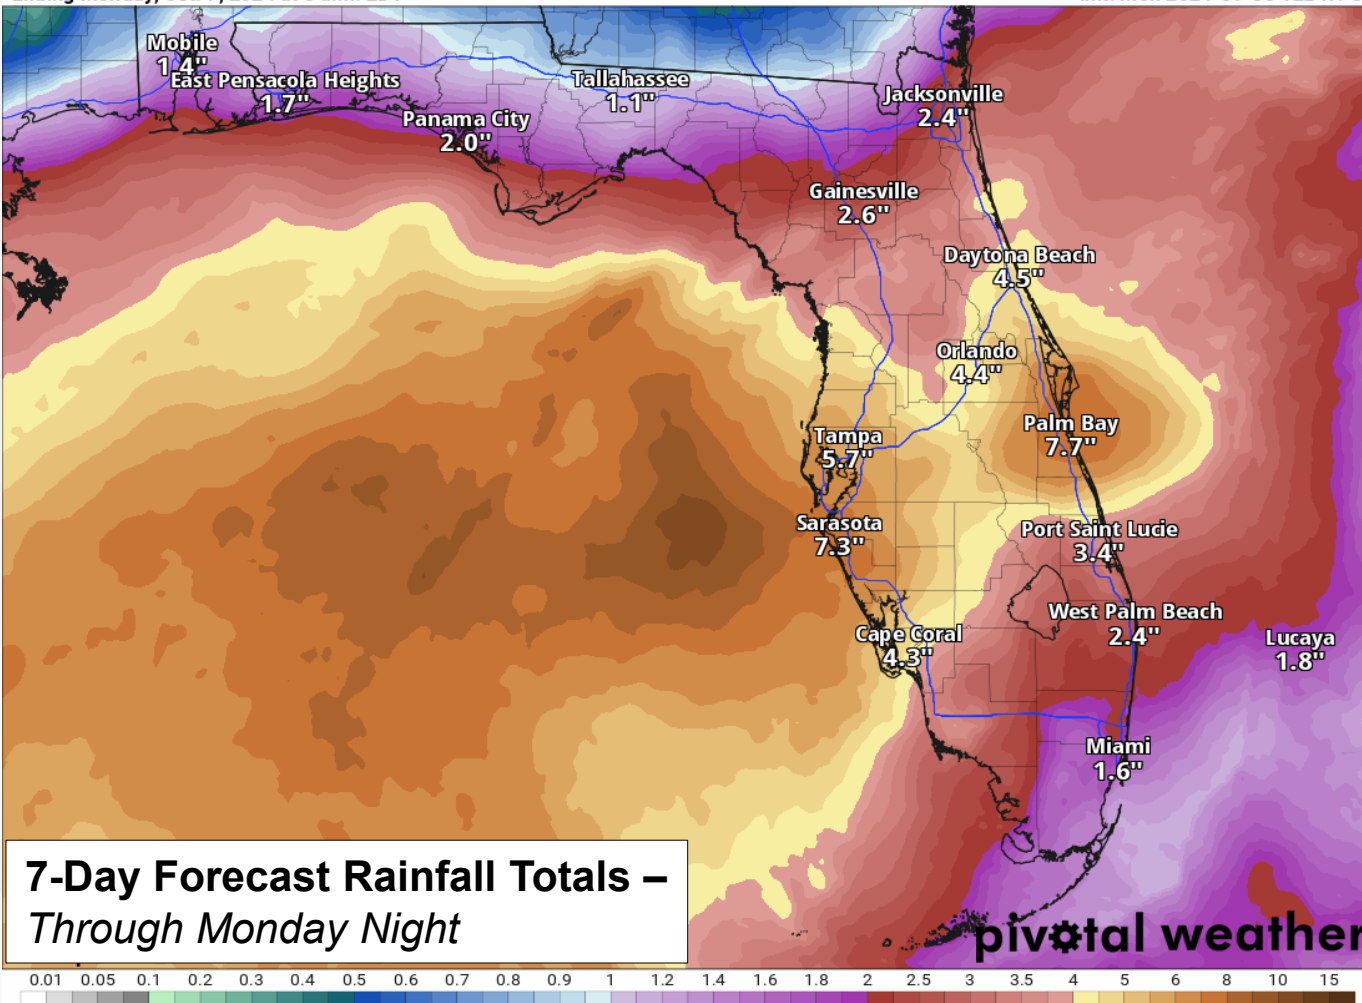 Mobile
1.4"
East Pensacola Heights
1.7"
Tallahassee
1.1"
Panama City
2.0"
Jacksonville
2.4"
Gainesville
2.6"
Daytona Beach
4.5"
Orlando
4.4"
Palm Bay
7.7"
Tampa
5.7"
Sarasota
7.3"
Port Saint Lucie
3.4"
West Palm Beach
2.4"
Cape Coral
4.3"
Lucaya
1.8"
Miami
1.6"
7-Day Forecast Rainfall Totals –
Through Monday Night
pivotal weather
0.01 0.05 0.1 0.2 0.3 0.4 0.5 0.6 0.7 0.8 0.9 1 1.2 1.4 1.6 1.8 2 2.5 3 3.5 4 5 6 8 10 15